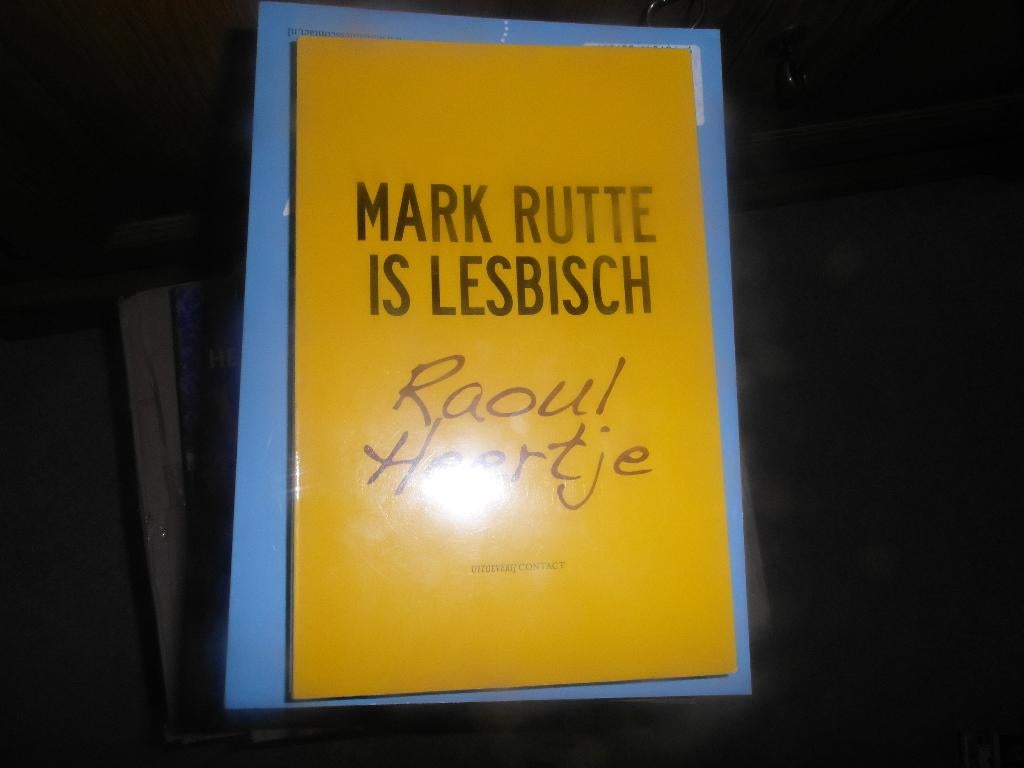 MARK RUTTE
IS LESBISCH
Raoul
Heertje
UITGEVERIJ CONTACT